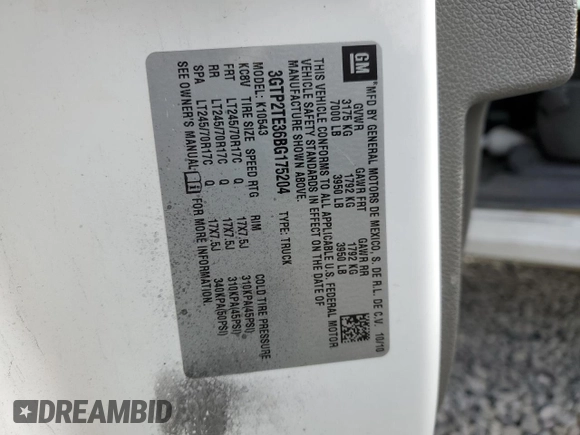 GM
MFD BY GENERAL MOTORS DE MEXICO, S. DE R.L. DE C.V. 10/10
GVWR GAWR FRT GAWR RR
3175 KG 1792 KG 1792 KG
7000 LB 3950 LB 3950 LB
THIS VEHICLE CONFORMS TO ALL APPLICABLE U.S. FEDERAL MOTOR
VEHICLE SAFETY STANDARDS IN EFFECT ON THE DATE OF
MANUFACTURE SHOWN ABOVE.
3GTP2TE36BG175204 TYPE: TRUCK
MODEL: K10543
KC8V TIRE SIZE SPEED RTG RIM COLD TIRE PRESSURE
FRT LT245/70R17C Q 17X7.5J 310KPA(45PSI)
RR LT245/70R17C Q 17X7.5J 310KPA(45PSI)
SPA LT245/70R17C Q 17X7.5J 340KPA(50PSI)
SEE OWNER'S MANUAL FOR MORE INFORMATION.
DREAMBID